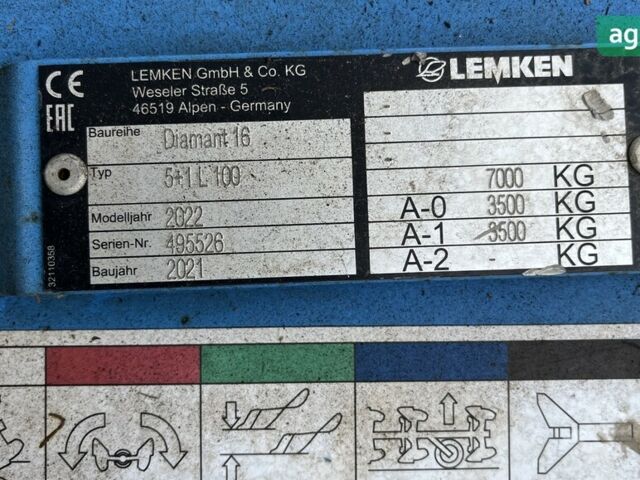 ag
CE
EAC
LEMKEN GmbH & Co. KG
Weseler Straße 5
46519 Alpen - Germany
LEMKEN
Baureihe Diamant 16
Typ 5+1 L 100
Modelljahr 2022
Serien-Nr. 495526
Baujahr 2021
7000 KG
A-0 3500 KG
A-1 3500 KG
A-2 - KG
32110358